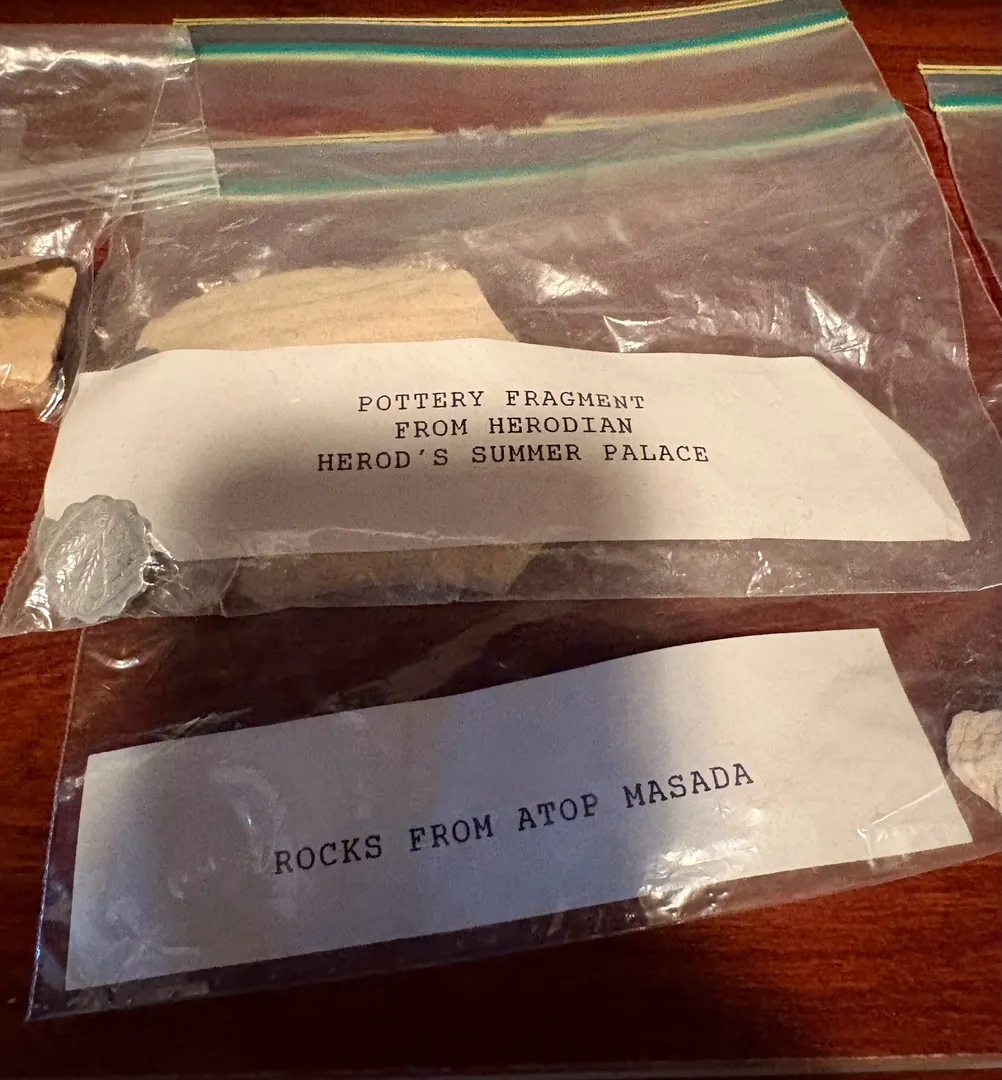 POTTERY FRAGMENT
FROM HERODIAN
HEROD'S SUMMER PALACE
ROCKS FROM ATOP MASADA